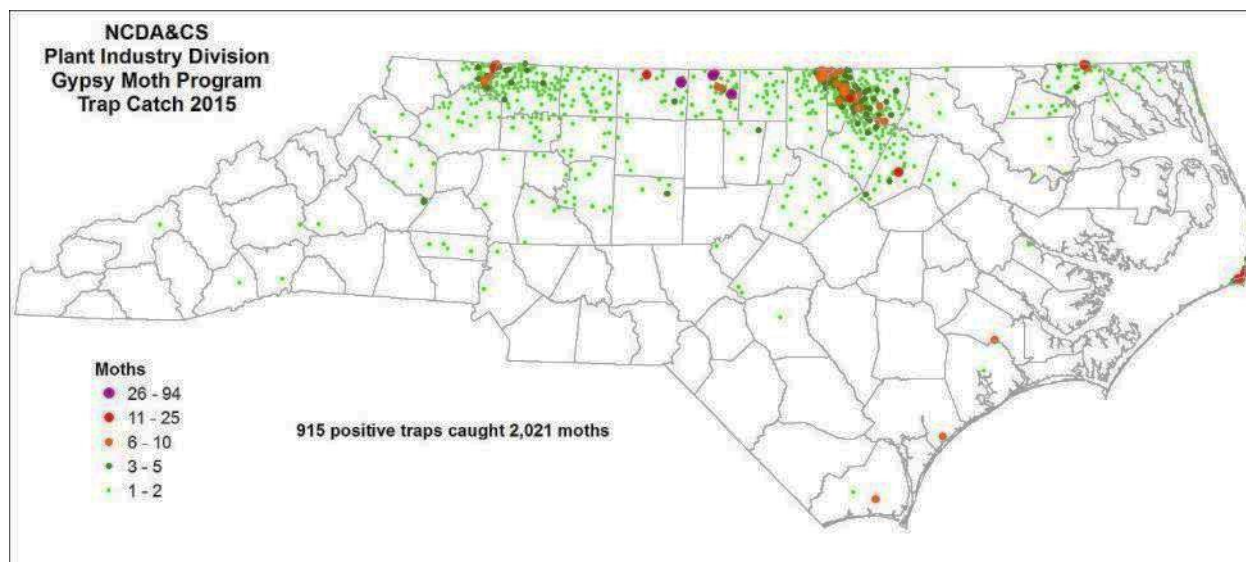 NCDA&CS
Plant Industry Division
Gypsy Moth Program
Trap Catch 2015
Moths
26 - 94
11 - 25
6 - 10
3 - 5
1 - 2
915 positive traps caught 2,021 moths